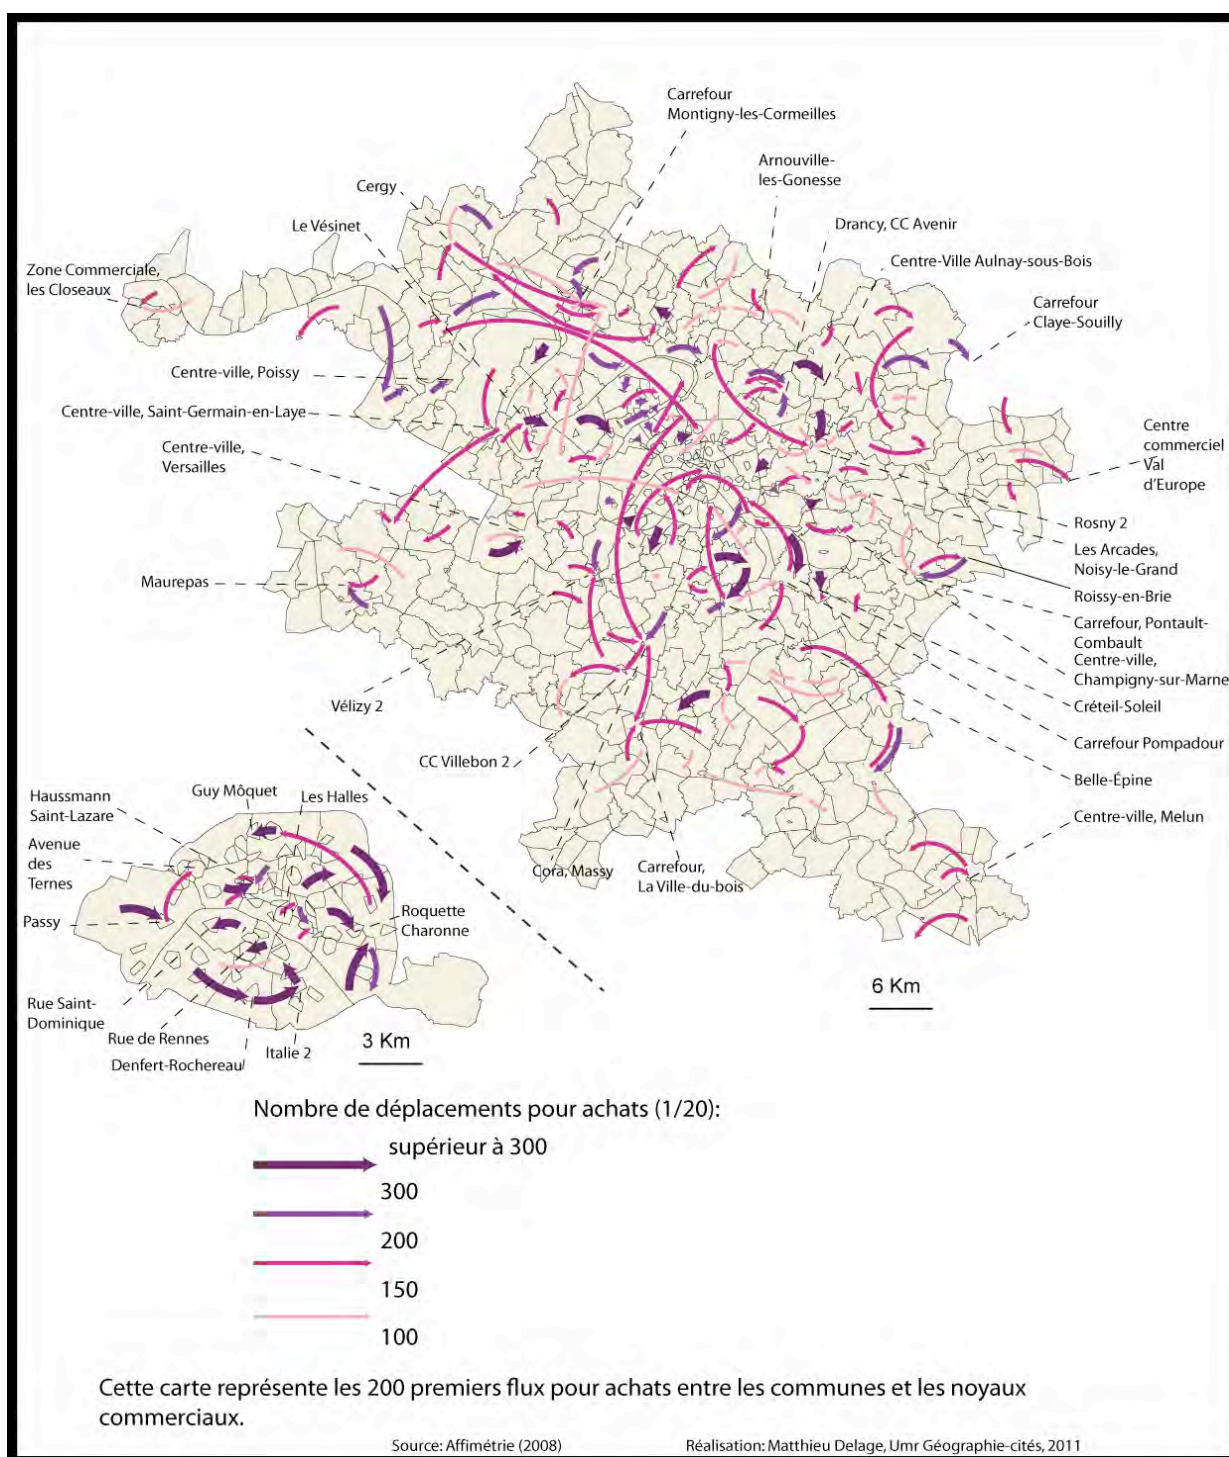 Carrefour
Montigny-les-Cormeilles
Arnouville-
les-Gonesse
Cergy
Le Vésinet
Drancy, CC Avenir
Centre-Ville Aulnay-sous-Bois
Zone Commerciale,
les Closeaux
Carrefour
Claye-Souilly
Centre-ville, Poissy
Centre-ville, Saint-Germain-en-Laye
Centre-ville,
Versailles
Centre
commercial
Val
d'Europe
Rosny 2
Les Arcades,
Noisy-le-Grand
Maurepas
Roissy-en-Brie
Carrefour, Pontault-
Combault
Centre-ville,
Champigny-sur-Marne
Vélizy 2
Créteil-Soleil
Carrefour Pompadour
CC Villebon 2
Belle-Épine
Centre-ville, Melun
Cora, Massy
Carrefour,
La Ville-du-bois
Haussmann
Saint-Lazare
Guy Môquet
Les Halles
Avenue
des
Ternes
Passy
Roquette
Charonne
Rue Saint-
Dominique
Rue de Rennes
Denfert-Rochereau
Italie 2
3 Km
6 Km
Nombre de déplacements pour achats (1/20):
supérieur à 300
300
200
150
100
Cette carte représente les 200 premiers flux pour achats entre les communes et les noyaux
commerciaux.
Source: Affimétrie (2008)
Réalisation: Matthieu Delage, Umr Géographie-cités, 2011